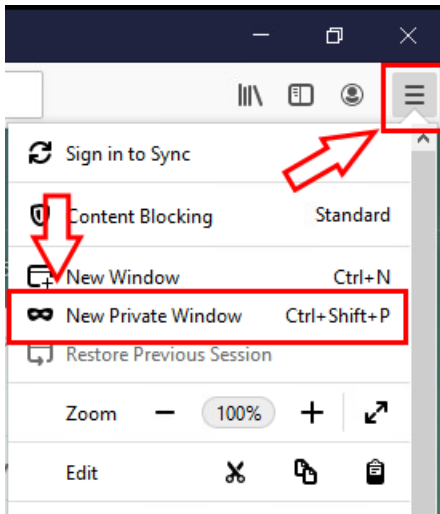 Sign in to Sync
Content Blocking Standard
New Window Ctrl+N
New Private Window Ctrl+Shift+P
Restore Previous Session
Zoom 100%
Edit